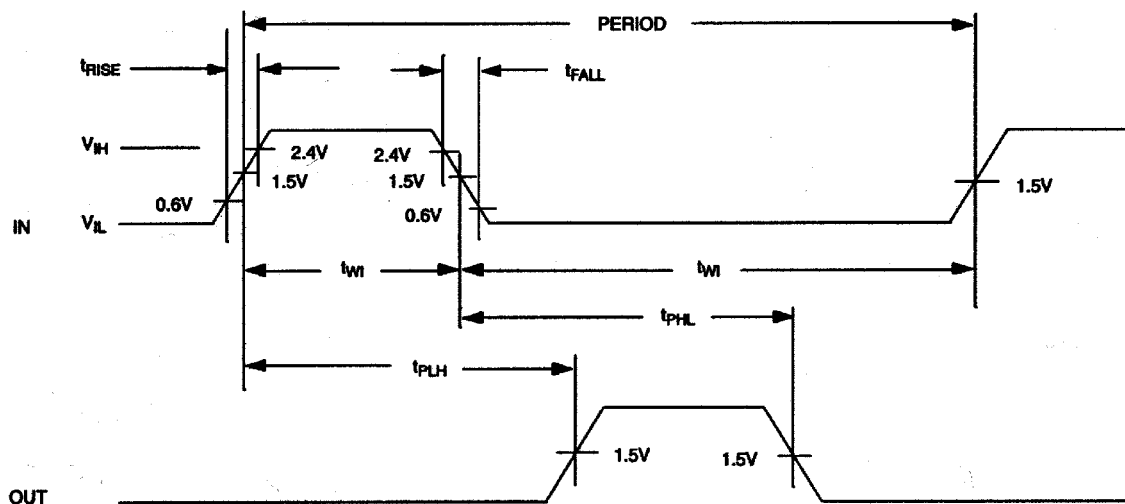 PERIOD
tRISE
tFALL
VIH
2.4V
2.4V
1.5V
1.5V
1.5V
0.6V
0.6V
IN
VIL
tWI
tWI
tPHL
tPLH
1.5V
1.5V
OUT